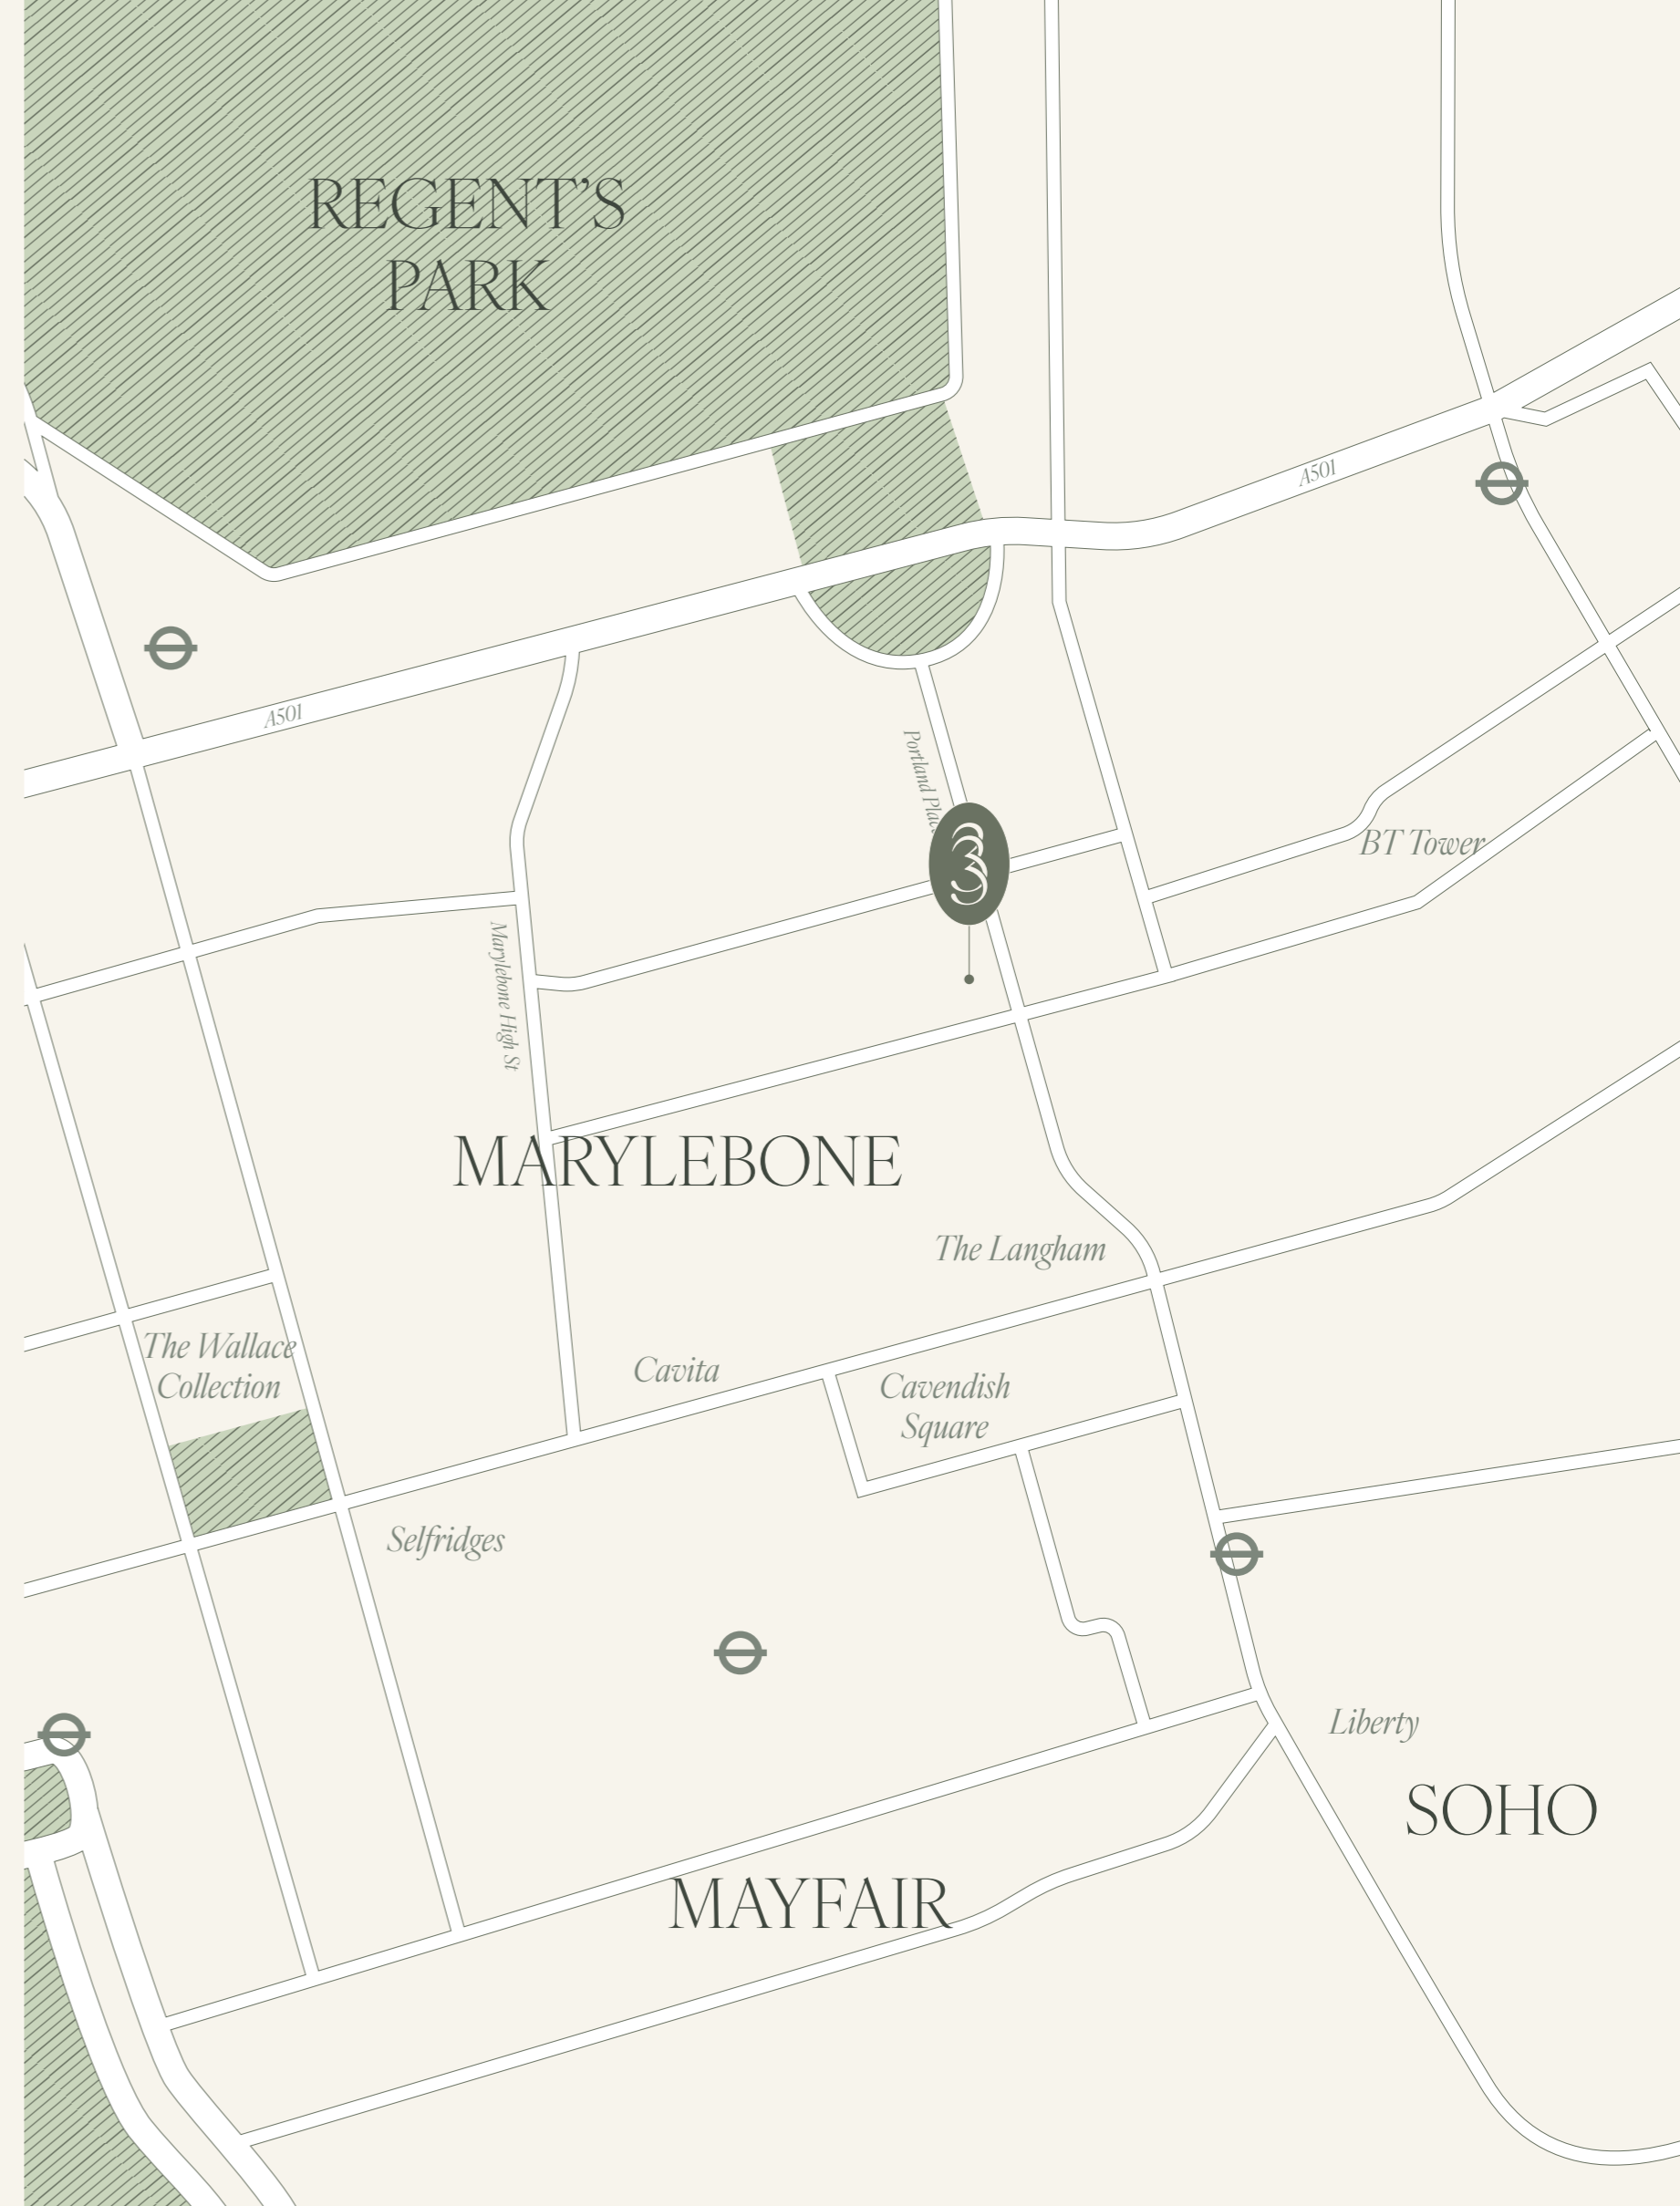 REGENT’S
PARK
A501
A501
Portland Plac
BT Tower
Marylebone High St
MARYLEBONE
The Langham
The Wallace
Collection
Cavita
Cavendish
Square
Selfridges
Liberty
SOHO
MAYFAIR